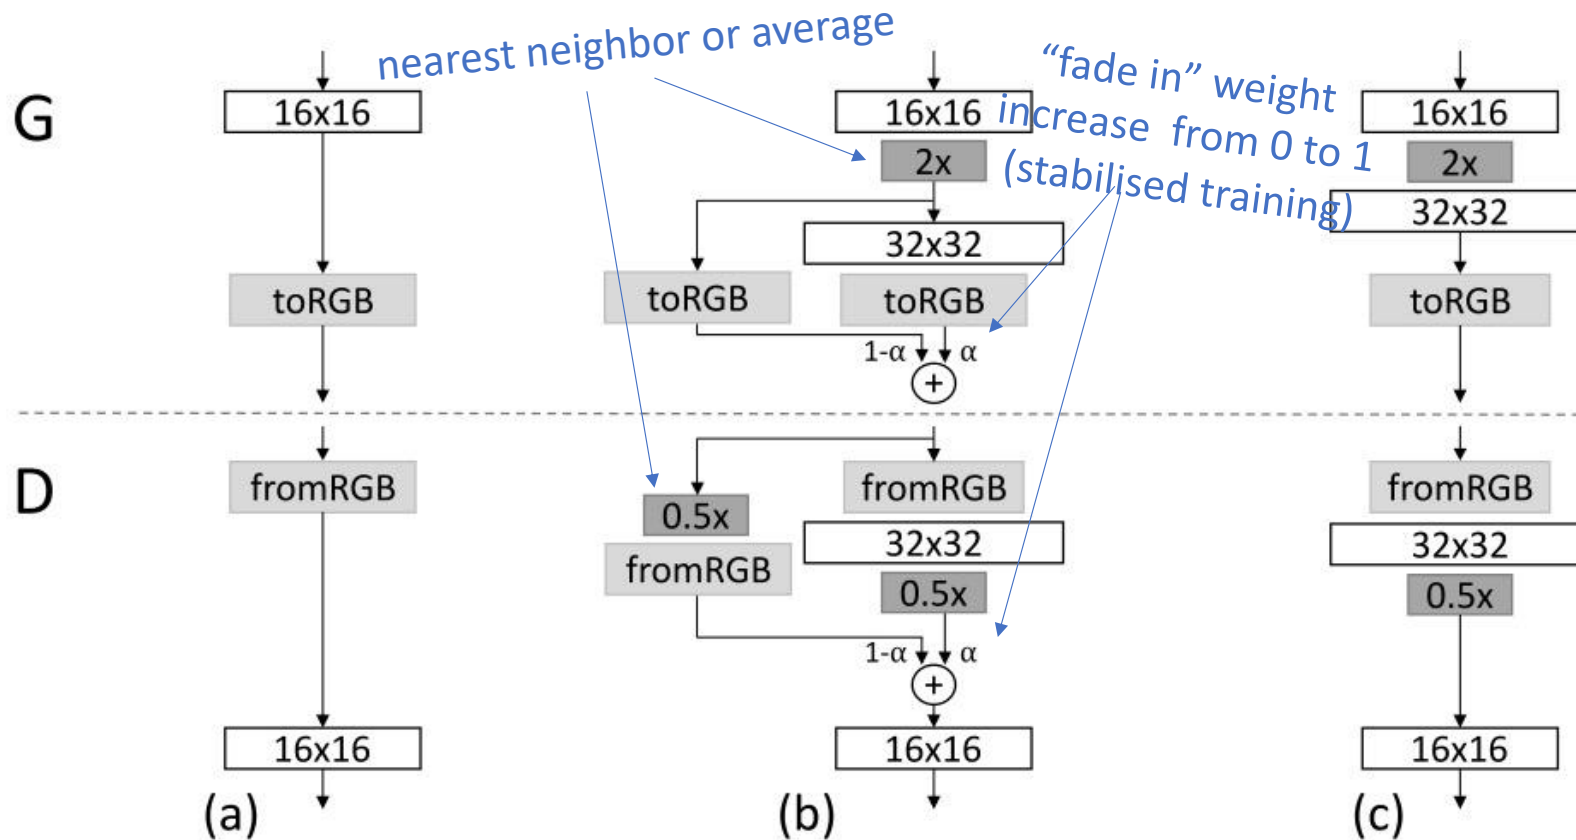 nearest neighbor or average
"fade in" weight
increase from 0 to 1
(stabilised training)
G
16x16
toRGB
16x16
2x
32x32
toRGB
toRGB
1-α
α
+
16x16
2x
32x32
toRGB
D
fromRGB
16x16
(a)
0.5x
fromRGB
fromRGB
32x32
0.5x
1-α
α
+
16x16
(b)
fromRGB
32x32
0.5x
16x16
(c)